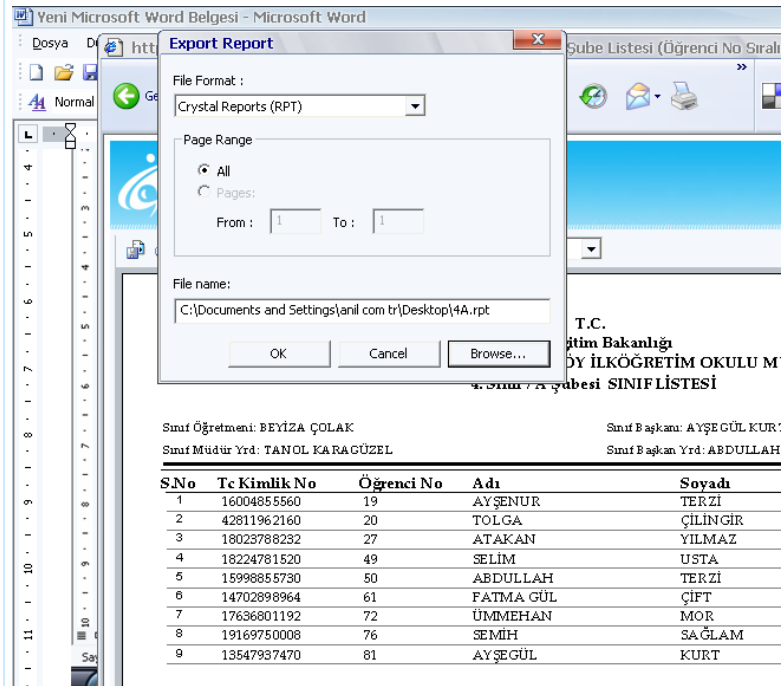 Yeni Microsoft Word Belgesi - Microsoft Word
Dosya
Şube Listesi (Öğrenci No Sıralı
Export Report
Normal
File Format :
Crystal Reports (RPT)
Page Range
All
Pages:
From : 1 To : 1
File name:
C:\Documents and Settings\anil com tr\Desktop\4A.rpt
OK Cancel Browse...
T.C.
ğitim Bakanlığı
ÖY İLKÖĞRETİM OKULU M
4. Sınıf / A Şubesi SINIF LİSTESİ
Sınıf Öğretmeni: BEYİZA ÇOLAK Sınıf Başkanı: AYŞEGÜL KURT
Sınıf Müdür Yrd: TANOL KARAGÜZEL Sınıf Başkan Yrd: ABDULLAH
S.No Tc Kimlik No Öğrenci No Adı Soyadı
1 16004855560 19 AYŞENUR TERZİ
2 42811962160 20 TOLGA ÇİLİNGİR
3 18023788232 27 ATAKAN YILMAZ
4 18224781520 49 SELİM USTA
5 15998855730 50 ABDULLAH TERZİ
6 14702898964 61 FATMA GÜL ÇİFT
7 17636801192 72 ÜMMEHAN MOR
8 19169750008 76 SEMİH SAĞLAM
9 13547937470 81 AYŞEGÜL KURT